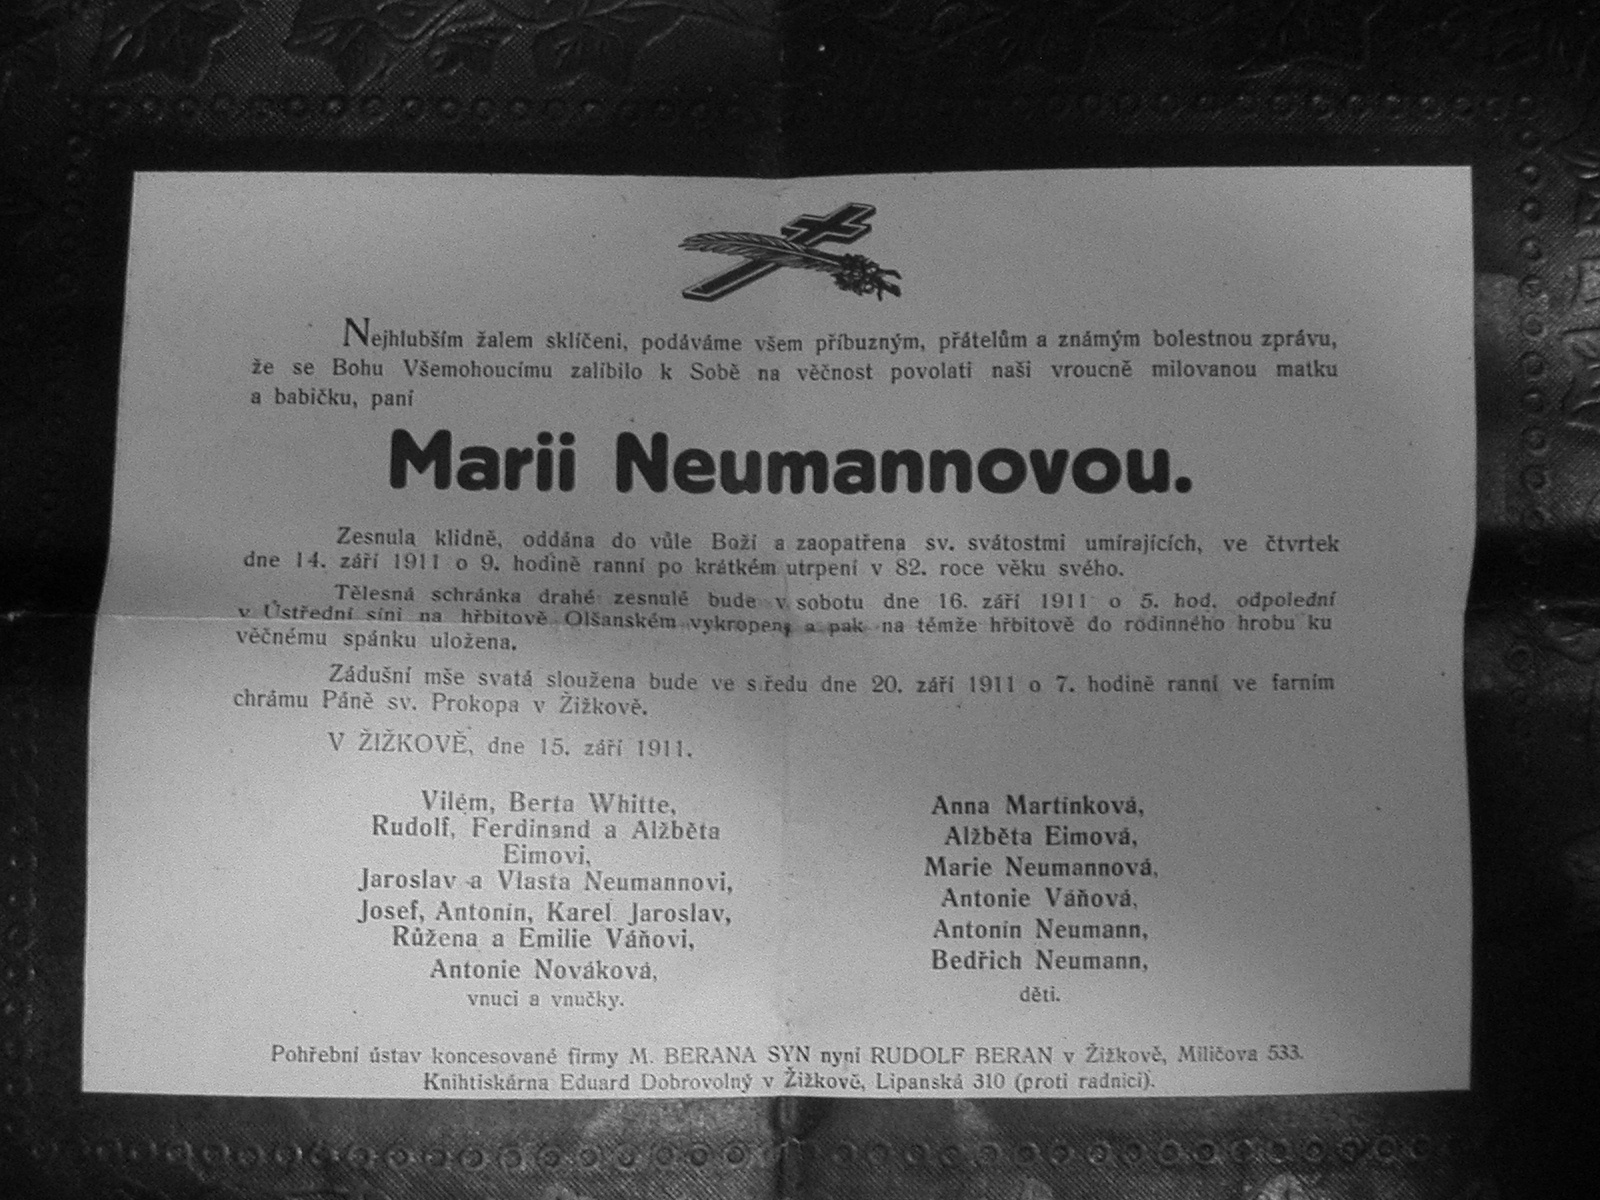 Nejhlubším žalem sklíčeni, podáváme všem příbuzným, přátelům a známým bolestnou zprávu,
že se Bohu Všemohoucímu zalíbilo k Sobě na věčnost povolati naši vroucně milovanou matku
a babičku, paní
Marii Neumannovou.
Zesnula klidně, oddána do vůle Boží a zaopatřena sv. svátostmi umírajících, ve čtvrtek
dne 14. září 1911 o 9. hodině ranní po krátkém utrpení v 82. roce věku svého.
Tělesná schránka drahé zesnulé bude v sobotu dne 16. září 1911 o 5. hod. odpolední
v Ústřední síni na hřbitově Olšanském vykropena a pak na témže hřbitově do rodinného hrobu ku
věčnému spánku uložena.
Zádušní mše svatá sloužena bude ve středu dne 20. září 1911 o 7. hodině ranní ve farním
chrámu Páně sv. Prokopa v Žižkově.
V ŽIŽKOVĚ, dne 15. září 1911.
Vilém, Berta Whitte,
Rudolf, Ferdinand a Alžběta
Eimovi,
Jaroslav a Vlasta Neumannovi,
Josef, Antonín, Karel Jaroslav,
Růžena a Emilie Váňovi,
Antonie Nováková,
vnuci a vnučky.
Anna Martínková,
Alžběta Eimová,
Marie Neumannová,
Antonie Váňová,
Antonín Neumann,
Bedřich Neumann,
děti.
Pohřební ústav koncesované firmy M. BERANA SYN nyní RUDOLF BERAN v Žižkově, Miličova 533.
Knihtiskárna Eduard Dobrovolný v Žižkově, Lipanská 310 (proti radnici).